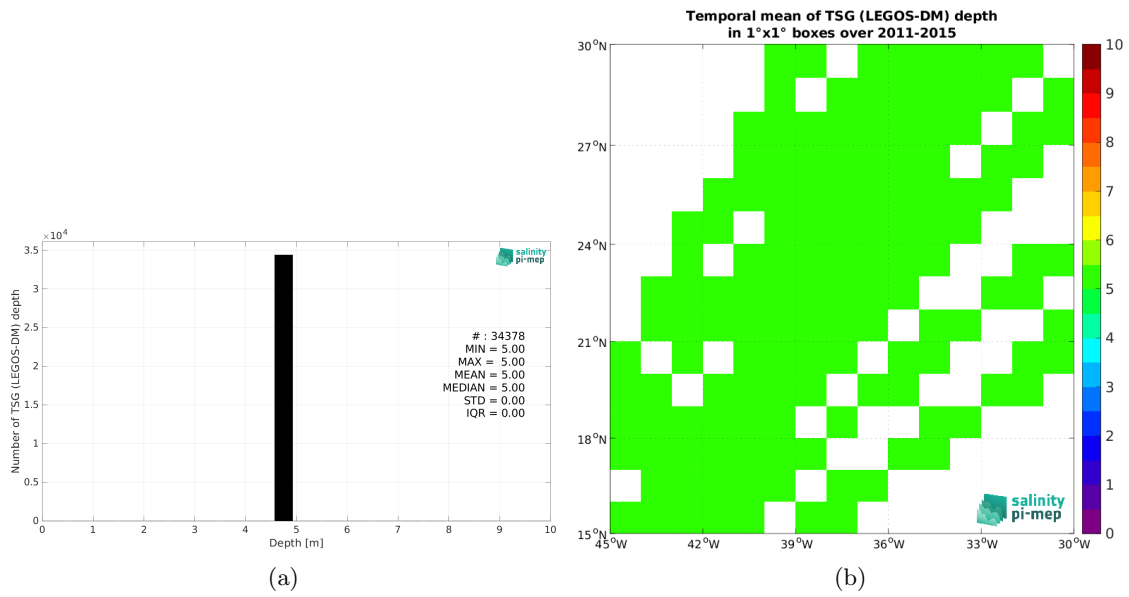 ×10⁴
3.5
3
2.5
2
1.5
1
0.5
0
Number of TSG (LEGOS-DM) depth
salinity
pi-mep
# : 34378
MIN = 5.00
MAX = 5.00
MEAN = 5.00
MEDIAN = 5.00
STD = 0.00
IQR = 0.00
0 1 2 3 4 5 6 7 8 9 10
Depth [m]
(a)
Temporal mean of TSG (LEGOS-DM) depth
in 1°x1° boxes over 2011-2015
30°N
27°N
24°N
21°N
18°N
15°N
45°W 42°W 39°W 36°W 33°W 30°W
salinity
pi-mep
10
9
8
7
6
5
4
3
2
1
0
(b)